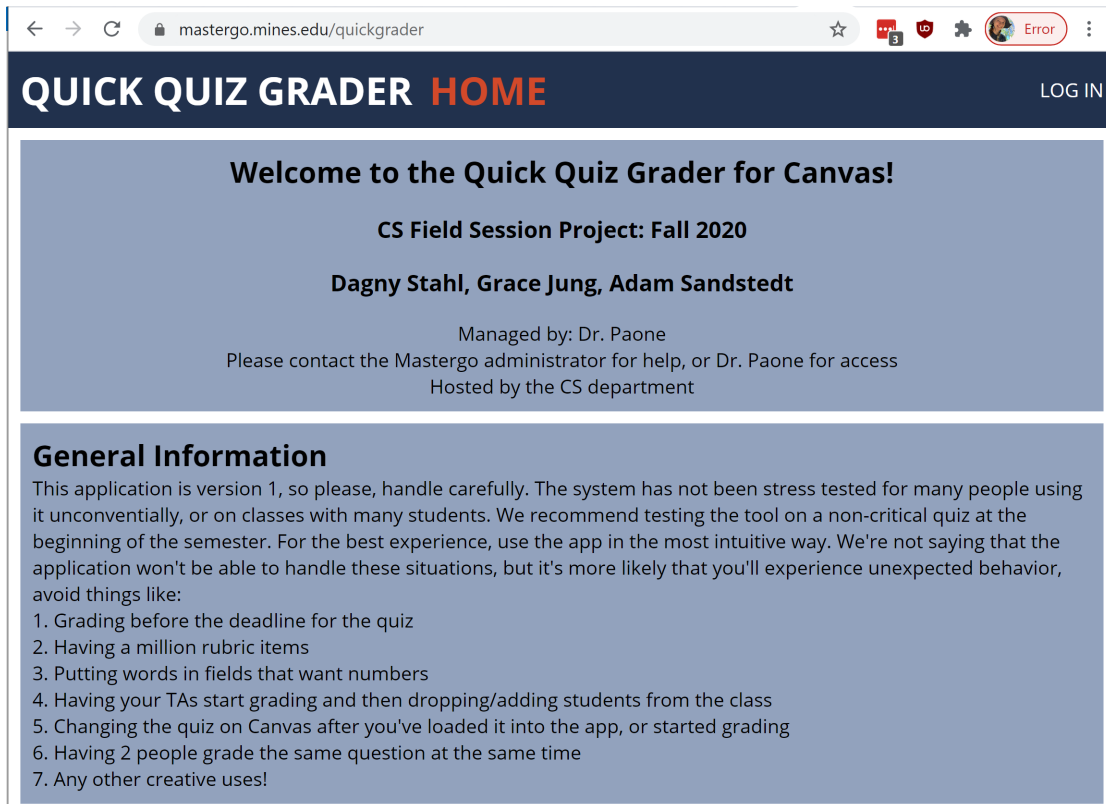 mastergo.mines.edu/quickgrader
3
Error
QUICK QUIZ GRADER HOME
LOG IN
Welcome to the Quick Quiz Grader for Canvas!
CS Field Session Project: Fall 2020
Dagny Stahl, Grace Jung, Adam Sandstedt
Managed by: Dr. Paone
Please contact the Mastergo administrator for help, or Dr. Paone for access
Hosted by the CS department
General Information
This application is version 1, so please, handle carefully. The system has not been stress tested for many people using
it unconventially, or on classes with many students. We recommend testing the tool on a non-critical quiz at the
beginning of the semester. For the best experience, use the app in the most intuitive way. We're not saying that the
application won't be able to handle these situations, but it's more likely that you'll experience unexpected behavior,
avoid things like:
1. Grading before the deadline for the quiz
2. Having a million rubric items
3. Putting words in fields that want numbers
4. Having your TAs start grading and then dropping/adding students from the class
5. Changing the quiz on Canvas after you've loaded it into the app, or started grading
6. Having 2 people grade the same question at the same time
7. Any other creative uses!